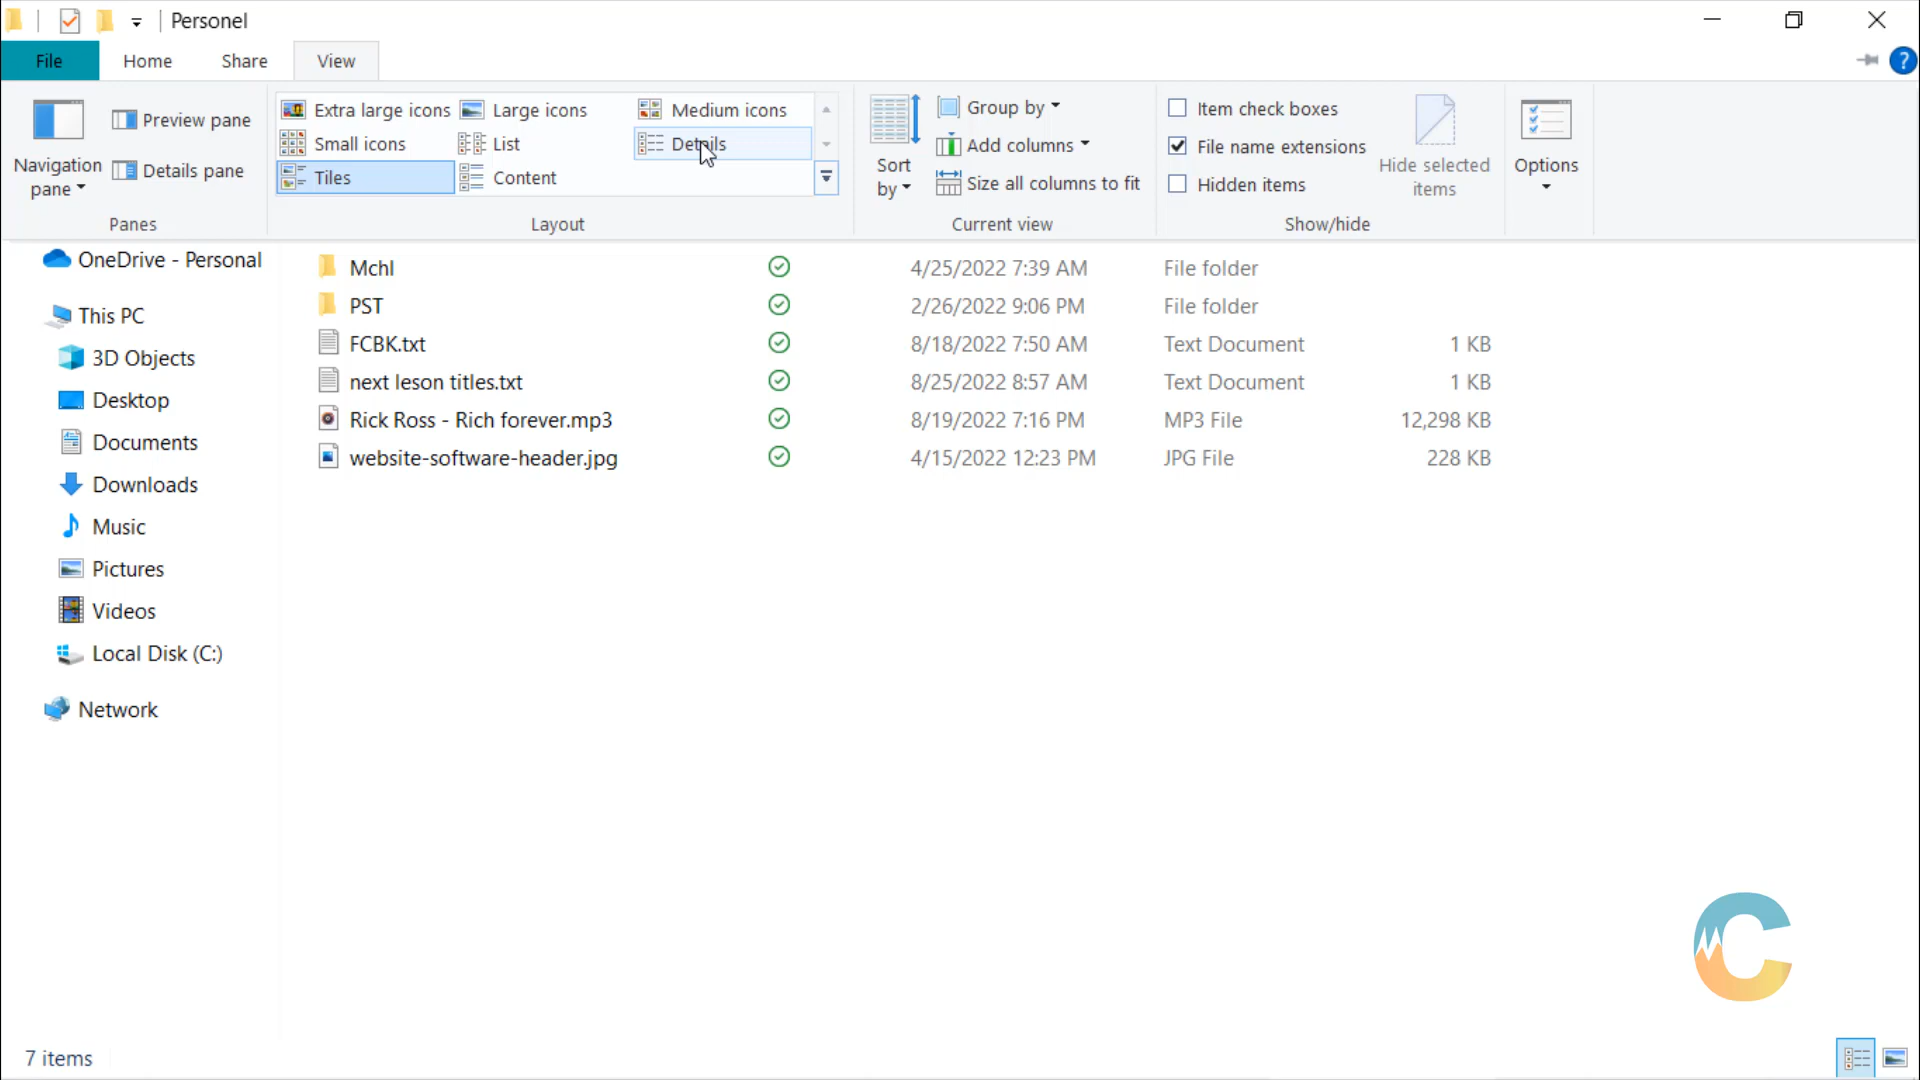 Personel
File Home Share View
Navigation pane
Preview pane
Details pane
Panes
Extra large icons Large icons Medium icons
Small icons List Details
Tiles Content
Layout
Sort by
Group by
Add columns
Size all columns to fit
Current view
Item check boxes
File name extensions
Hidden items
Hide selected items
Show/hide
Options
OneDrive - Personal
This PC
3D Objects
Desktop
Documents
Downloads
Music
Pictures
Videos
Local Disk (C:)
Network
Mchl 4/25/2022 7:39 AM File folder
PST 2/26/2022 9:06 PM File folder
FCBK.txt 8/18/2022 7:50 AM Text Document 1 KB
next leson titles.txt 8/25/2022 8:57 AM Text Document 1 KB
Rick Ross - Rich forever.mp3 8/19/2022 7:16 PM MP3 File 12,298 KB
website-software-header.jpg 4/15/2022 12:23 PM JPG File 228 KB
C
7 items